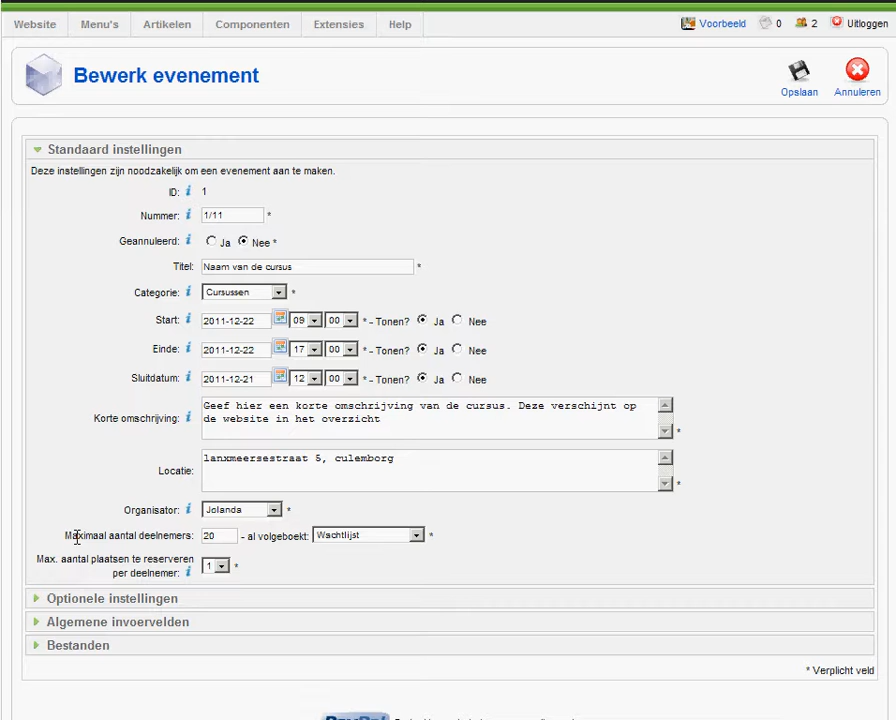 Website Menu's Artikelen Componenten Extensies Help Voorbeeld 0 2 Uitloggen
Bewerk evenement
Opslaan Annuleren
Standaard instellingen
Deze instellingen zijn noodzakelijk om een evenement aan te maken.
ID: 1
Nummer: 1/11 *
Geannuleerd: Ja Nee *
Titel: Naam van de cursus *
Categorie: Cursussen *
Start: 2011-12-22 09 00 * - Tonen? Ja Nee
Einde: 2011-12-22 17 00 * - Tonen? Ja Nee
Sluitdatum: 2011-12-21 12 00 * - Tonen? Ja Nee
Korte omschrijving: Geef hier een korte omschrijving van de cursus. Deze verschijnt op
de website in het overzicht *
Locatie: lanxmeersestraat 5, culemborg *
Organisator: Jolanda *
Maximaal aantal deelnemers: 20 - al volgeboekt: Wachtlijst *
Max. aantal plaatsen te reserveren
per deelnemer: 1 *
Optionele instellingen
Algemene invoervelden
Bestanden
* Verplicht veld